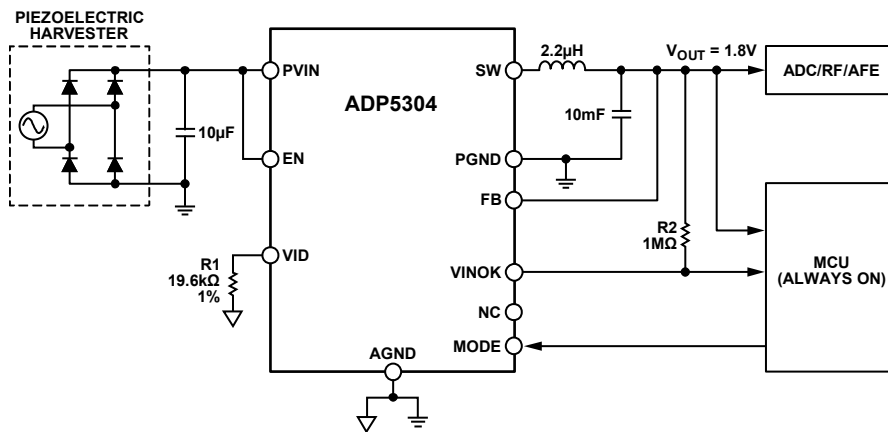 PIEZOELECTRIC
HARVESTER
10µF
PVIN
EN
VID
R1
19.6kΩ
1%
ADP5304
AGND
SW
PGND
FB
VINOK
NC
MODE
2.2µH
10mF
VOUT = 1.8V
R2
1MΩ
ADC/RF/AFE
MCU
(ALWAYS ON)